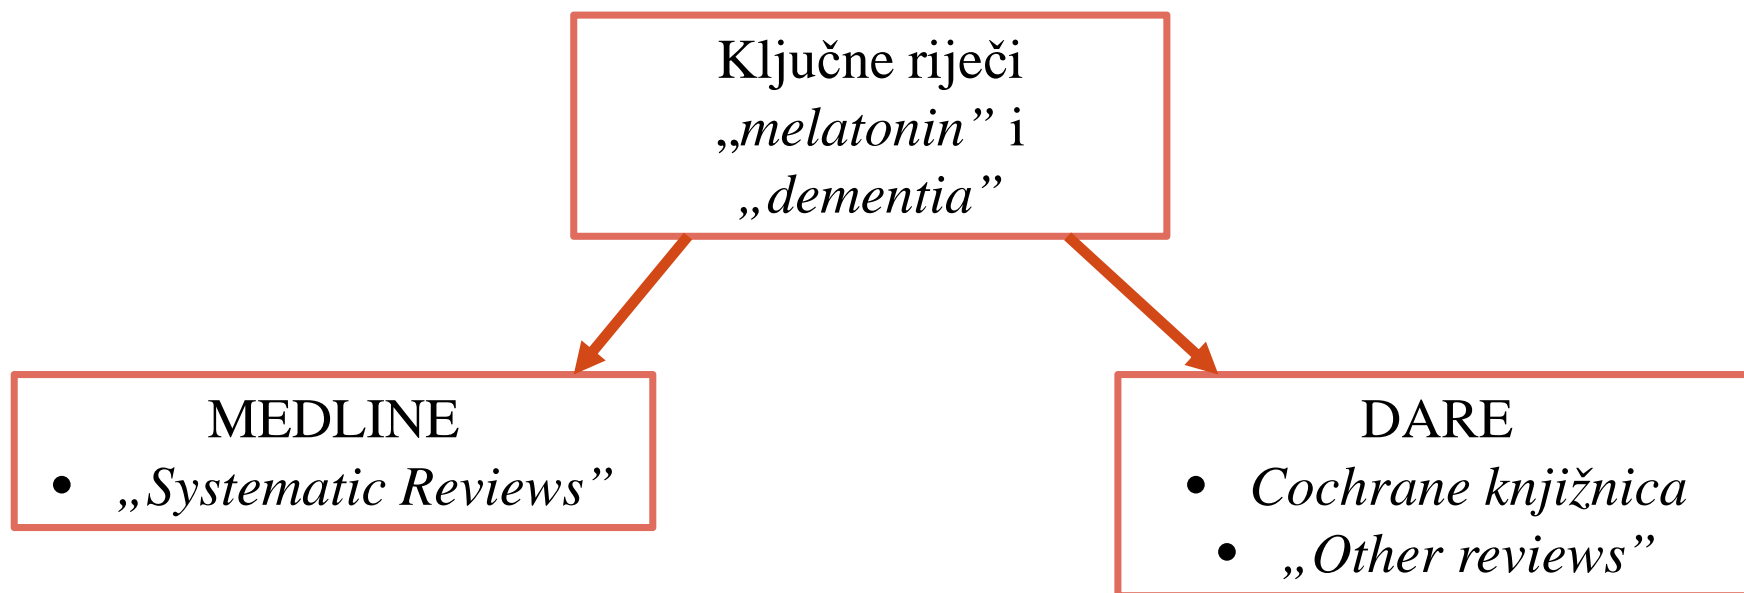 Ključne riječi
„melatonin” i
„dementia”
MEDLINE
• „Systematic Reviews”
DARE
• Cochrane knjižnica
• „Other reviews”